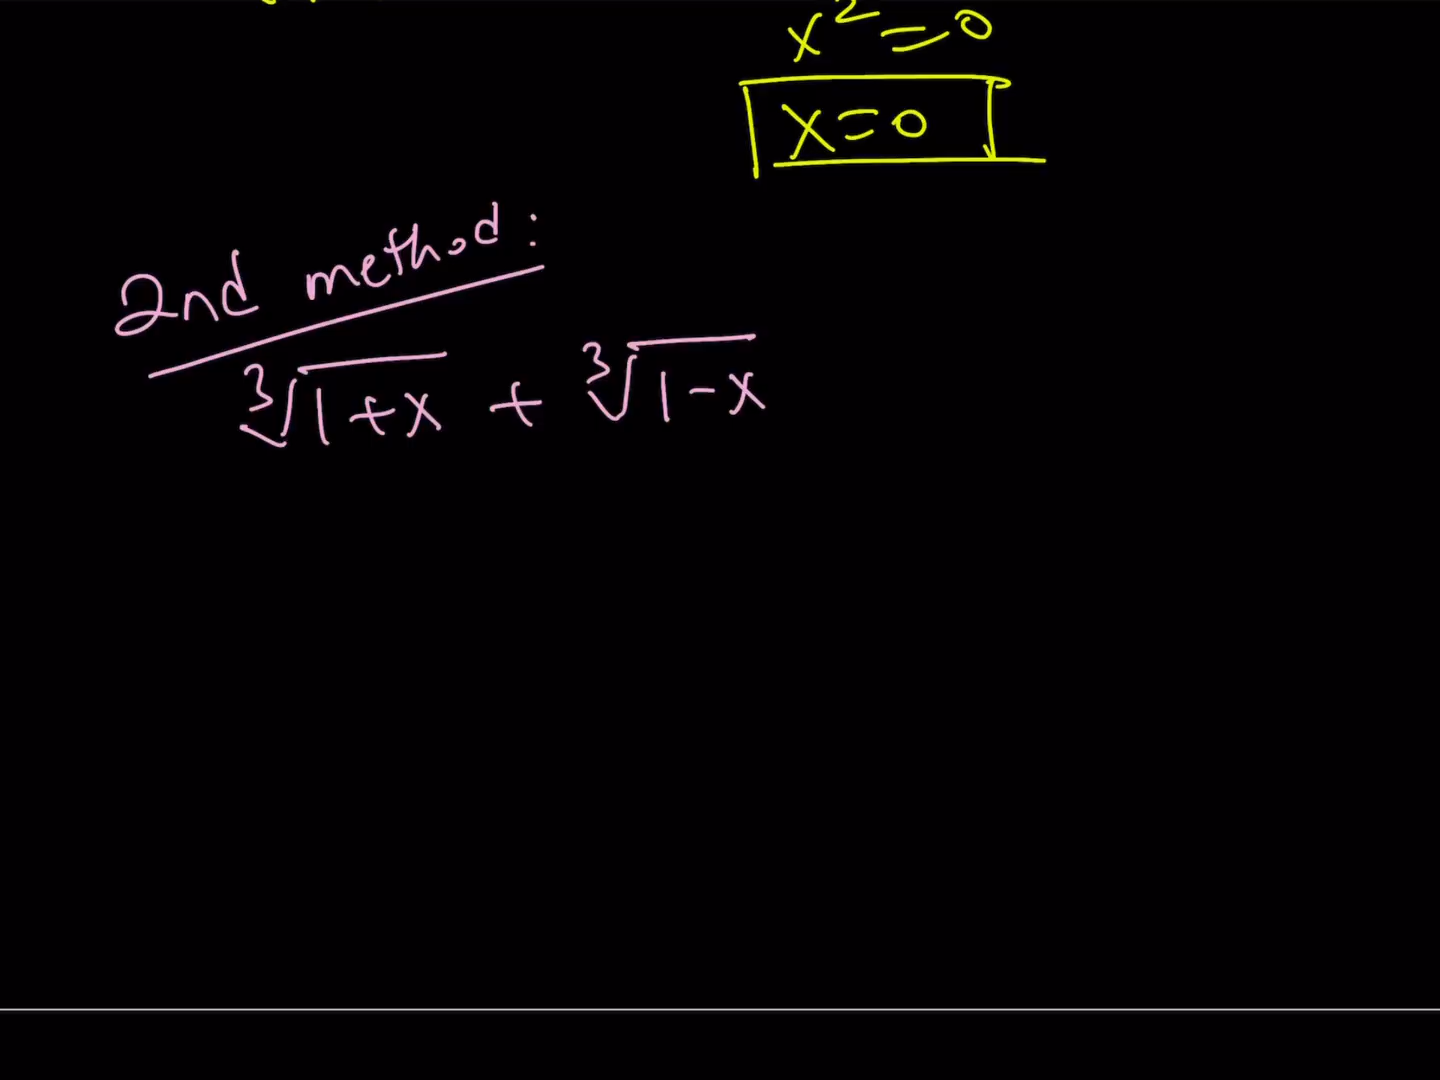 x² = 0
x = 0
2nd method:
∛(1+x) + ∛(1-x)